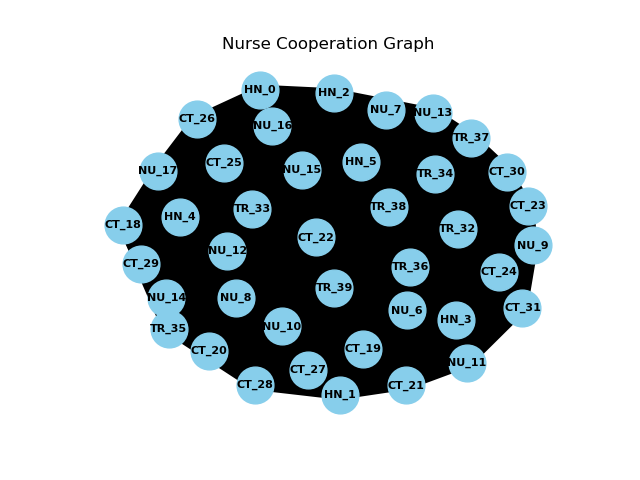 Nurse Cooperation Graph
HN_0
HN_2
NU_7
NU_13
CT_26
NU_16
TR_37
CT_25
HN_5
NU_15
NU_17
TR_34
CT_30
TR_33
TR_38
CT_23
HN_4
CT_18
TR_32
CT_22
NU_9
NU_12
CT_29
TR_36
CT_24
TR_39
NU_14
NU_8
CT_31
NU_6
HN_3
NU_10
TR_35
CT_20
CT_19
NU_11
CT_27
CT_28
CT_21
HN_1